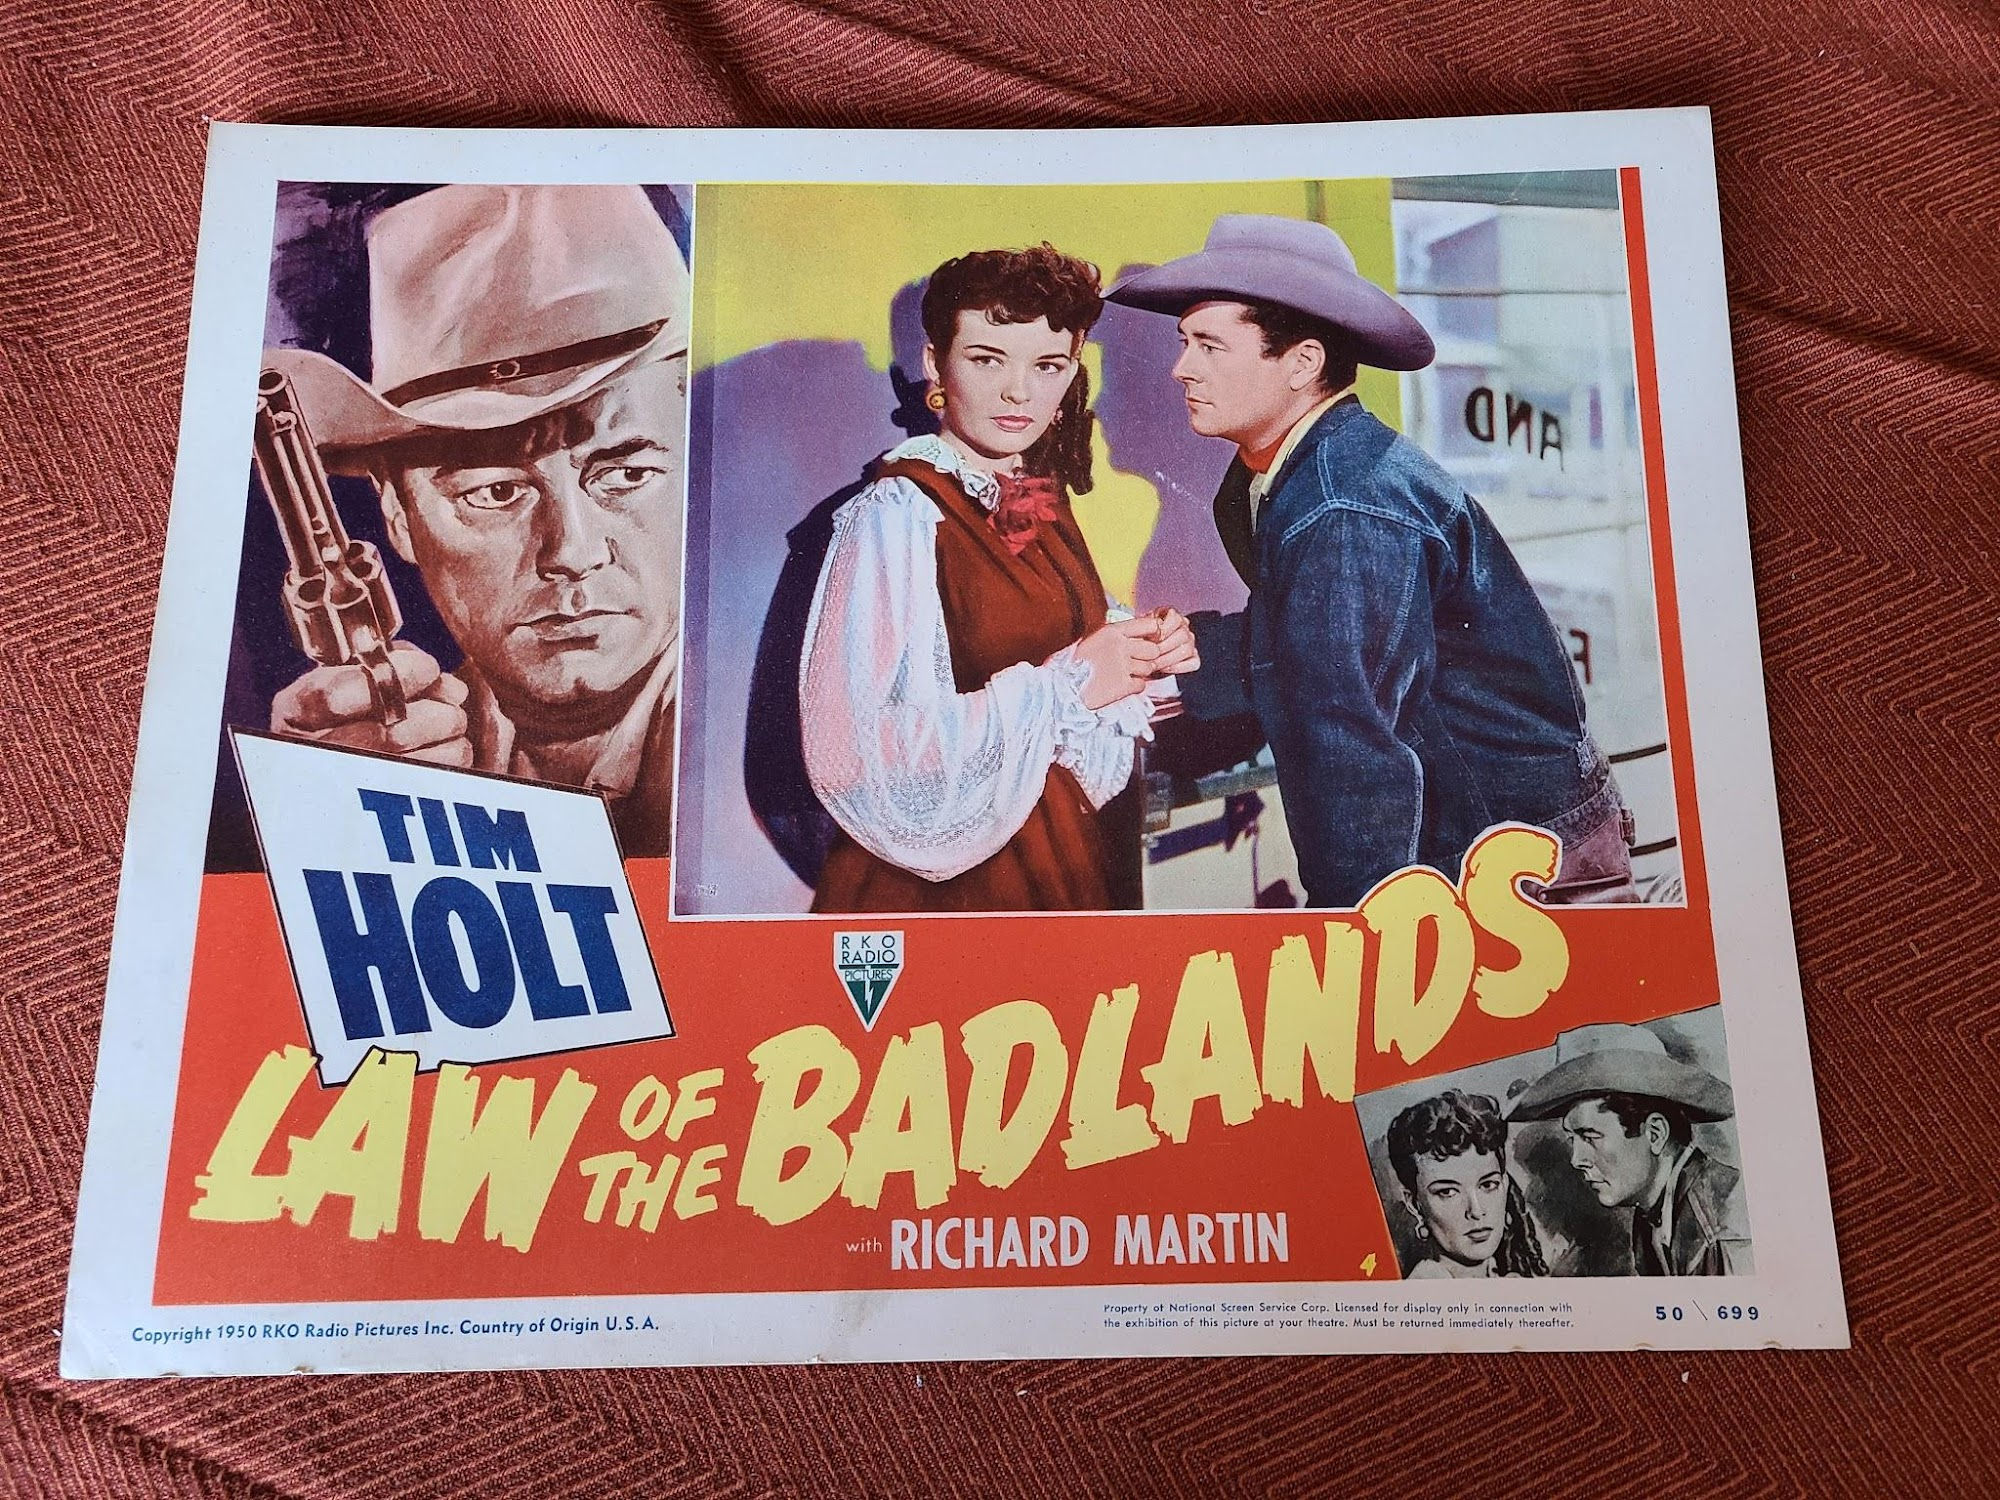 AND
F
TIM
HOLT
RKO
RADIO
PICTURES
LAW OF THE BADLANDS
with RICHARD MARTIN
4
Copyright 1950 RKO Radio Pictures Inc. Country of Origin U.S.A.
Property of National Screen Service Corp. Licensed for display only in connection with
the exhibition of this picture at your theatre. Must be returned immediately thereafter.
50 \ 699